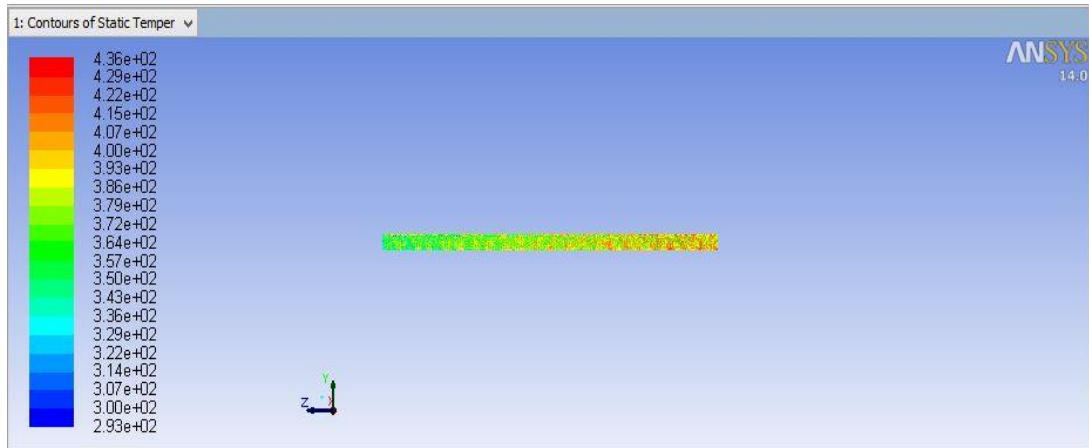 1: Contours of Static Temper
ANSYS
14.0
4.36e+02
4.29e+02
4.22e+02
4.15e+02
4.07e+02
4.00e+02
3.93e+02
3.86e+02
3.79e+02
3.72e+02
3.64e+02
3.57e+02
3.50e+02
3.43e+02
3.36e+02
3.29e+02
3.22e+02
3.14e+02
3.07e+02
3.00e+02
2.93e+02
Y
Z X